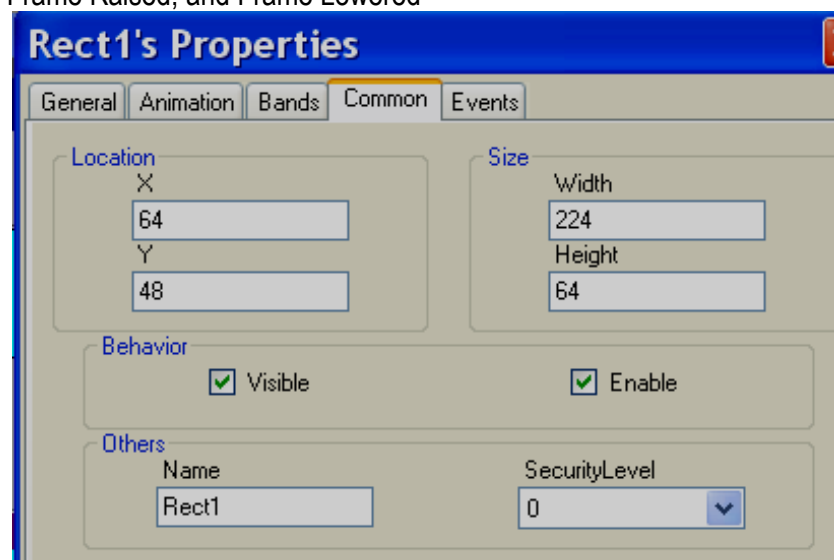 Frame Raised, and Frame Lowered
Rect1's Properties
General Animation Bands Common Events
Location
X
64
Y
48
Size
Width
224
Height
64
Behavior
Visible Enable
Others
Name SecurityLevel
Rect1 0